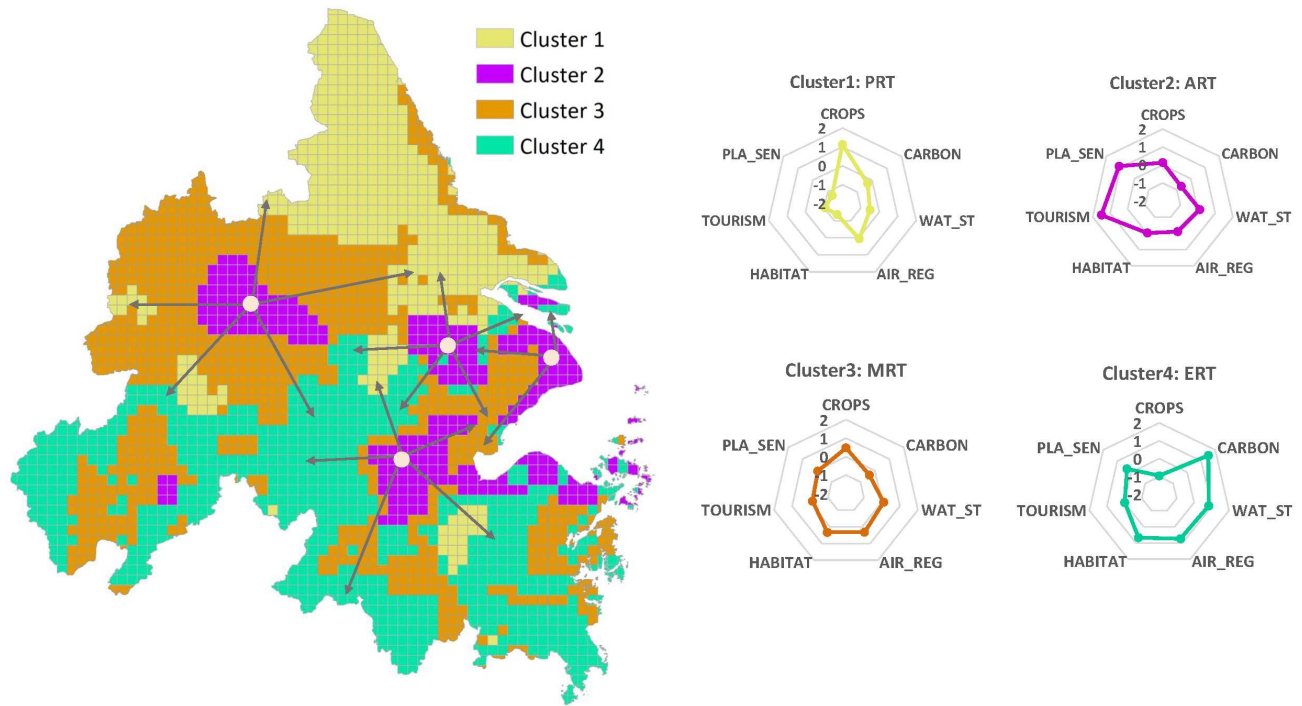 Cluster 1
Cluster 2
Cluster 3
Cluster 4
Cluster1: PRT
CROPS
2
1
0
-1
-2
CARBON
WAT_ST
AIR_REG
HABITAT
TOURISM
PLA_SEN
Cluster2: ART
CROPS
2
1
0
-1
-2
CARBON
WAT_ST
AIR_REG
HABITAT
TOURISM
PLA_SEN
Cluster3: MRT
CROPS
2
1
0
-1
-2
CARBON
WAT_ST
AIR_REG
HABITAT
TOURISM
PLA_SEN
Cluster4: ERT
CROPS
2
1
0
-1
-2
CARBON
WAT_ST
AIR_REG
HABITAT
TOURISM
PLA_SEN